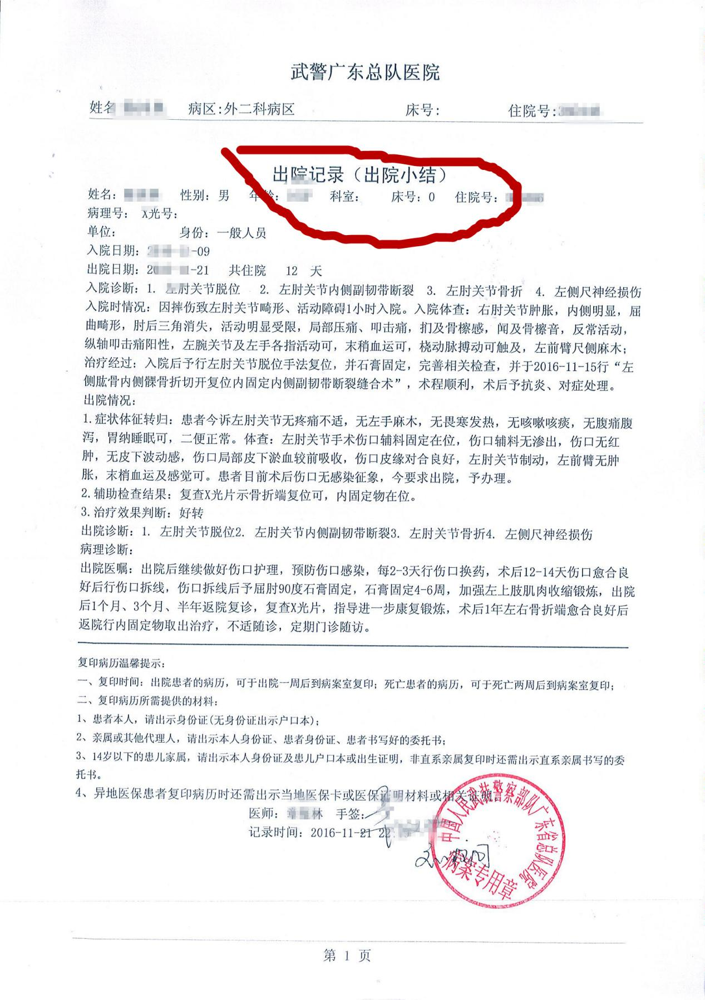 武警广东总队医院
姓名 病区:外二科病区 床号: 住院号:
出院记录（出院小结）
姓名: 性别: 男 年龄: 科室: 床号: 0 住院号:
病理号: X光号:
单位: 身份: 一般人员
入院日期: -09
出院日期: -21 共住院 12 天
入院诊断: 1. 左肘关节脱位 2. 左肘关节内侧副韧带断裂 3. 左肘关节骨折 4. 左侧尺神经损伤
入院时情况: 因摔伤致左肘关节畸形、活动障碍1小时入院。入院体查: 右肘关节肿胀, 内侧明显, 屈
曲畸形, 肘后三角消失, 活动明显受限, 局部压痛、叩击痛, 扪及骨檫感, 闻及骨檫音, 反常活动,
纵轴叩击痛阳性, 左腕关节及左手各指活动可, 末稍血运可, 桡动脉搏动可触及, 左前臂尺侧麻木;
治疗经过: 入院后予行左肘关节脱位手法复位, 并石膏固定, 完善相关检查, 并于2016-11-15行“左
侧肱骨内侧髁骨折切开复位内固定内侧副韧带断裂缝合术”, 术程顺利, 术后予抗炎、对症处理。
出院情况:
1.症状体征转归: 患者今诉左肘关节无疼痛不适, 无左手麻木, 无畏寒发热, 无咳嗽咳痰, 无腹痛腹
泻, 胃纳睡眠可, 二便正常。体查: 左肘关节手术伤口辅料固定在位, 伤口辅料无渗出, 伤口无红
肿, 无皮下波动感, 伤口局部皮下淤血较前吸收, 伤口皮缘对合良好, 左肘关节制动, 左前臂无肿
胀, 末梢血运及感觉可。患者目前术后伤口无感染征象, 今要求出院, 予办理。
2.辅助检查结果: 复查X光片示骨折端复位可, 内固定物在位。
3.治疗效果判断: 好转
出院诊断: 1. 左肘关节脱位2. 左肘关节内侧副韧带断裂3. 左肘关节骨折4. 左侧尺神经损伤
病理诊断:
出院医嘱: 出院后继续做好伤口护理, 预防伤口感染, 每2-3天行伤口换药, 术后12-14天伤口愈合良
好后行伤口拆线, 伤口拆线后予屈肘90度石膏固定, 石膏固定4-6周, 加强左上肢肌肉收缩锻炼, 出院
后1个月、3个月、半年返院复诊, 复查X光片, 指导进一步康复锻炼, 术后1年左右骨折端愈合良好后
返院行内固定物取出治疗, 不适随诊, 定期门诊随访。
复印病历温馨提示:
一、复印时间: 出院患者的病历, 可于出院一周后到病案室复印; 死亡患者的病历, 可于死亡两周后到病案室复印;
二、复印病历所需提供的材料:
1、患者本人, 请出示身份证(无身份证出示户口本);
2、亲属或其他代理人, 请出示本人身份证、患者身份证、患者书写好的委托书;
3、14岁以下的患儿家属, 请出示本人身份证及患儿户口本或出生证明, 非直系亲属复印时还需出示直系亲属书写的委
托书。
4、异地医保患者复印病历时还需出示当地医保卡或医保证明材料或相关证明。
医师: 林 手签:
记录时间: 2016-11-21 22:
中国人民武装警察部队广东省总队医院
病案专用章
第 1 页